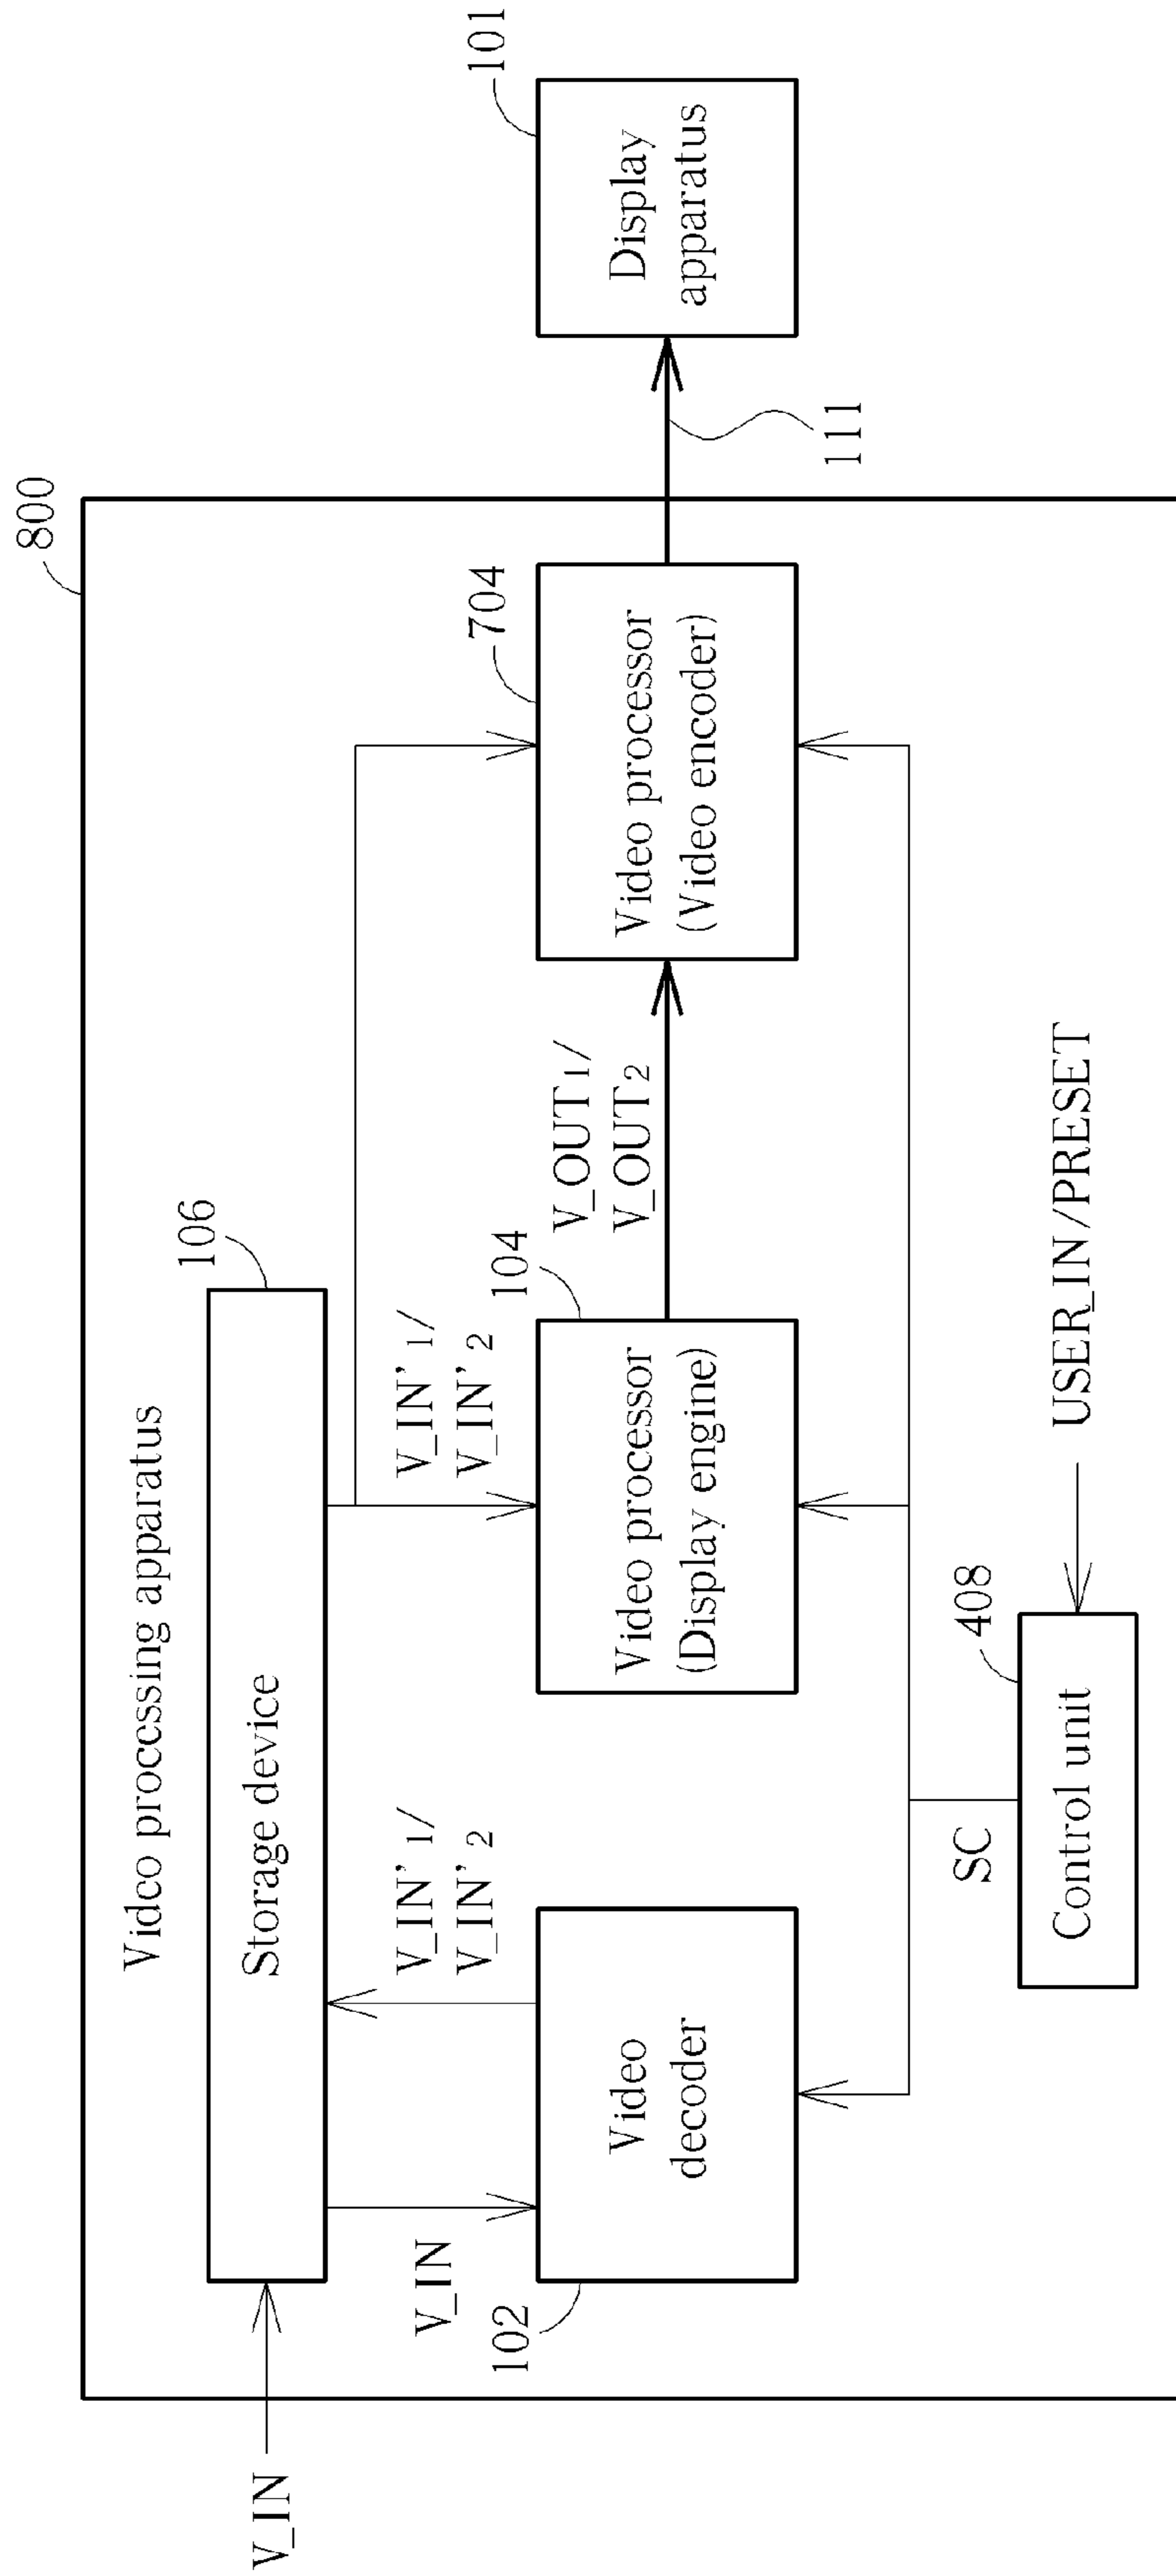 800
Video processing apparatus
106
Storage device
V_IN
V_IN
V_IN'1/
V_IN'2
V_IN'1/
V_IN'2
102
Video
decoder
104
Video processor
(Display engine)
V_OUT1/
V_OUT2
704
Video processor
(Video encoder)
101
Display
apparatus
111
SC
408
Control unit
USER_IN/PRESET